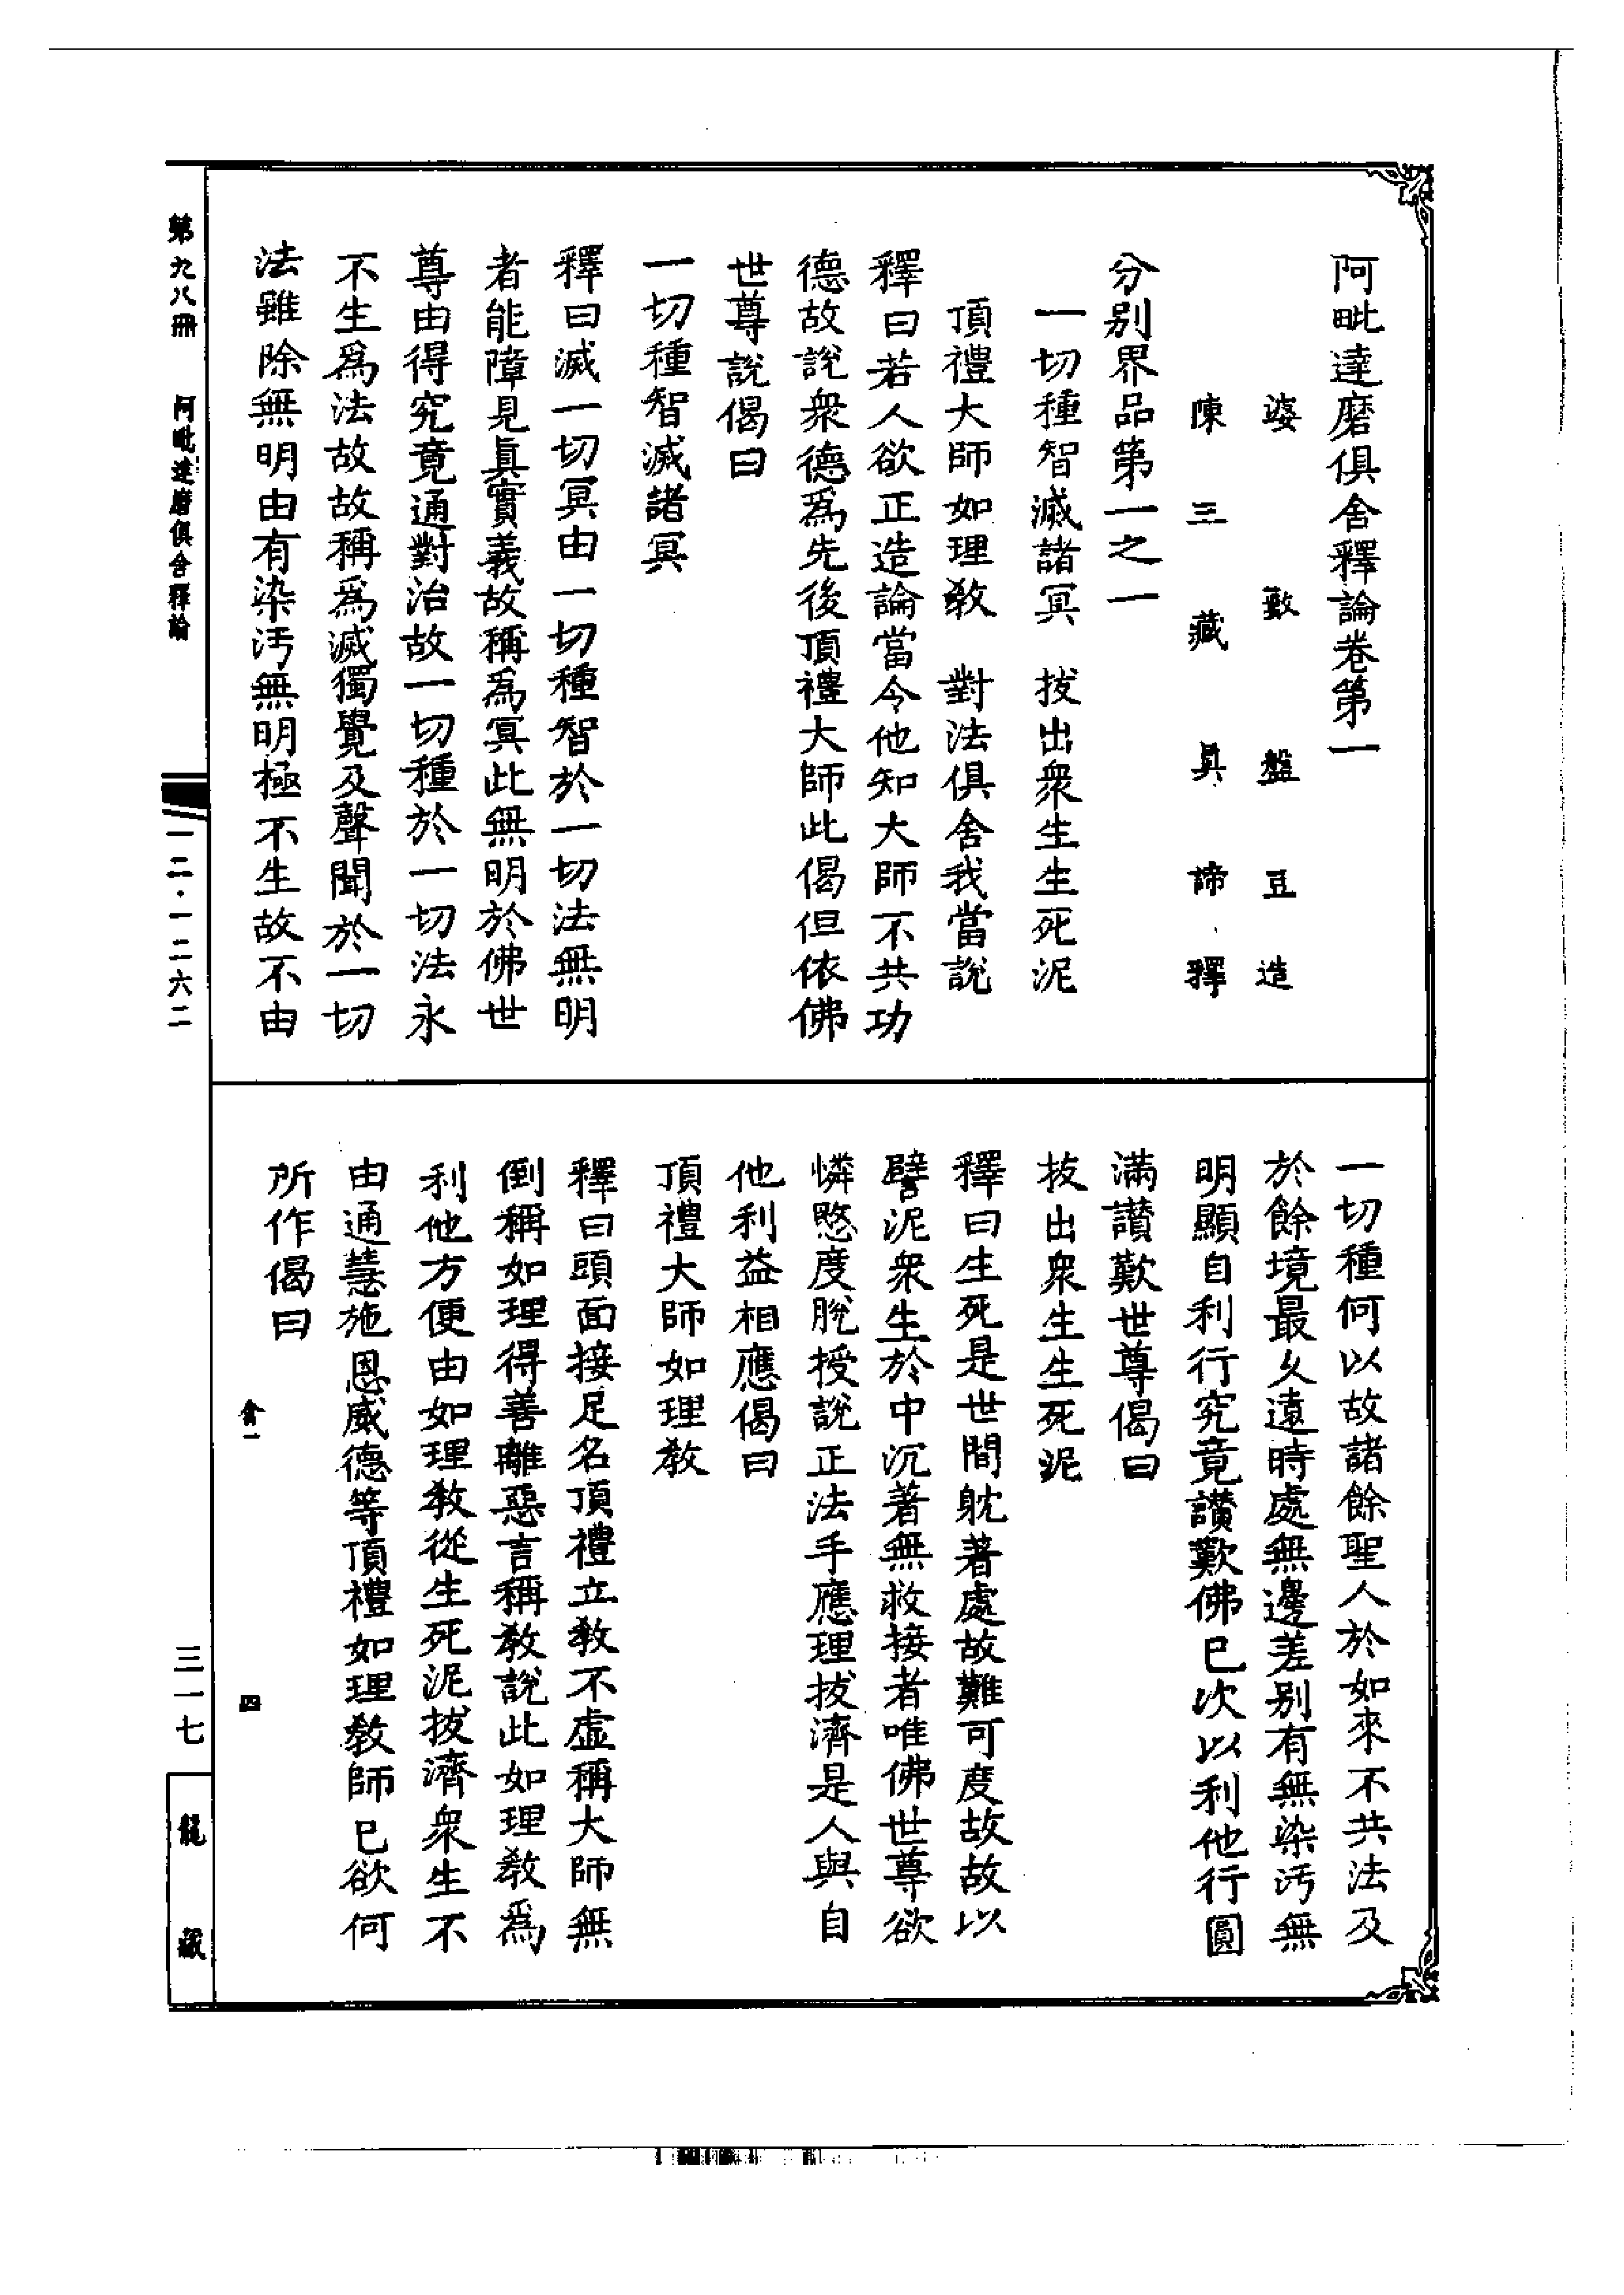 阿毗達磨俱舍釋論卷第一
婆藪盤豆造
陳三藏真諦釋
分別界品第一之一
一切種智滅諸冥　拔出衆生生死泥
頂禮大師如理教　對法俱舍我當說
釋曰若人欲正造論當令他知大師不共功
德故說衆德爲先後頂禮大師此偈但依佛
世尊說偈曰
一切種智滅諸冥
釋曰滅一切冥由一切種智於一切法無明
者能障見真實義故稱爲冥此無明於佛世
尊由得究竟通對治故一切種於一切法永
不生爲法故故稱爲滅獨覺及聲聞於一切
法雖除無明由有染汚無明極不生故不由
一切種何以故諸餘聖人於如來不共法及
於餘境最久遠時處無邊差別有無染汚無
明顯自利行究竟讃歎佛已次以利他行圓
滿讃歎世尊偈曰
拔出衆生生死泥
釋曰生死是世間躭著處故難可度故故以
譬泥衆生於中沉著無救接者唯佛世尊欲
憐愍度脫授說正法手應理拔濟是人與自
他利益相應偈曰
頂禮大師如理教
釋曰頭面接足名頂禮立教不虛稱大師無
倒稱如理得善離惡言稱教說此如理教爲
利他方便由如理教從生死泥拔濟衆生不
由通慧施恩威德等頂禮如理教師已欲何
所作偈曰
第九八冊　阿毗達磨俱舍釋論
一二·一二六二
四
三一七
龍藏